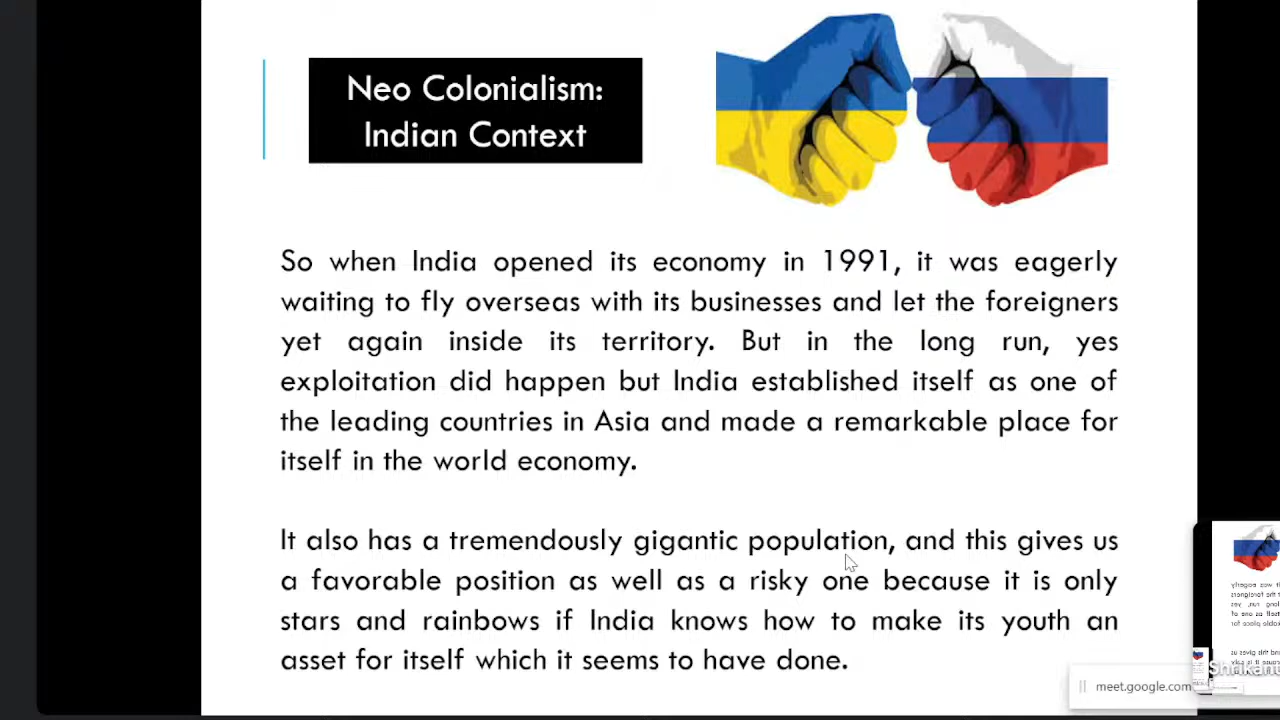 Neo Colonialism:
Indian Context
So when India opened its economy in 1991, it was eagerly
waiting to fly overseas with its businesses and let the foreigners
yet again inside its territory. But in the long run, yes
exploitation did happen but India established itself as one of
the leading countries in Asia and made a remarkable place for
itself in the world economy.
It also has a tremendously gigantic population, and this gives us
a favorable position as well as a risky one because it is only
stars and rainbows if India knows how to make its youth an
asset for itself which it seems to have done.
meet.google.com